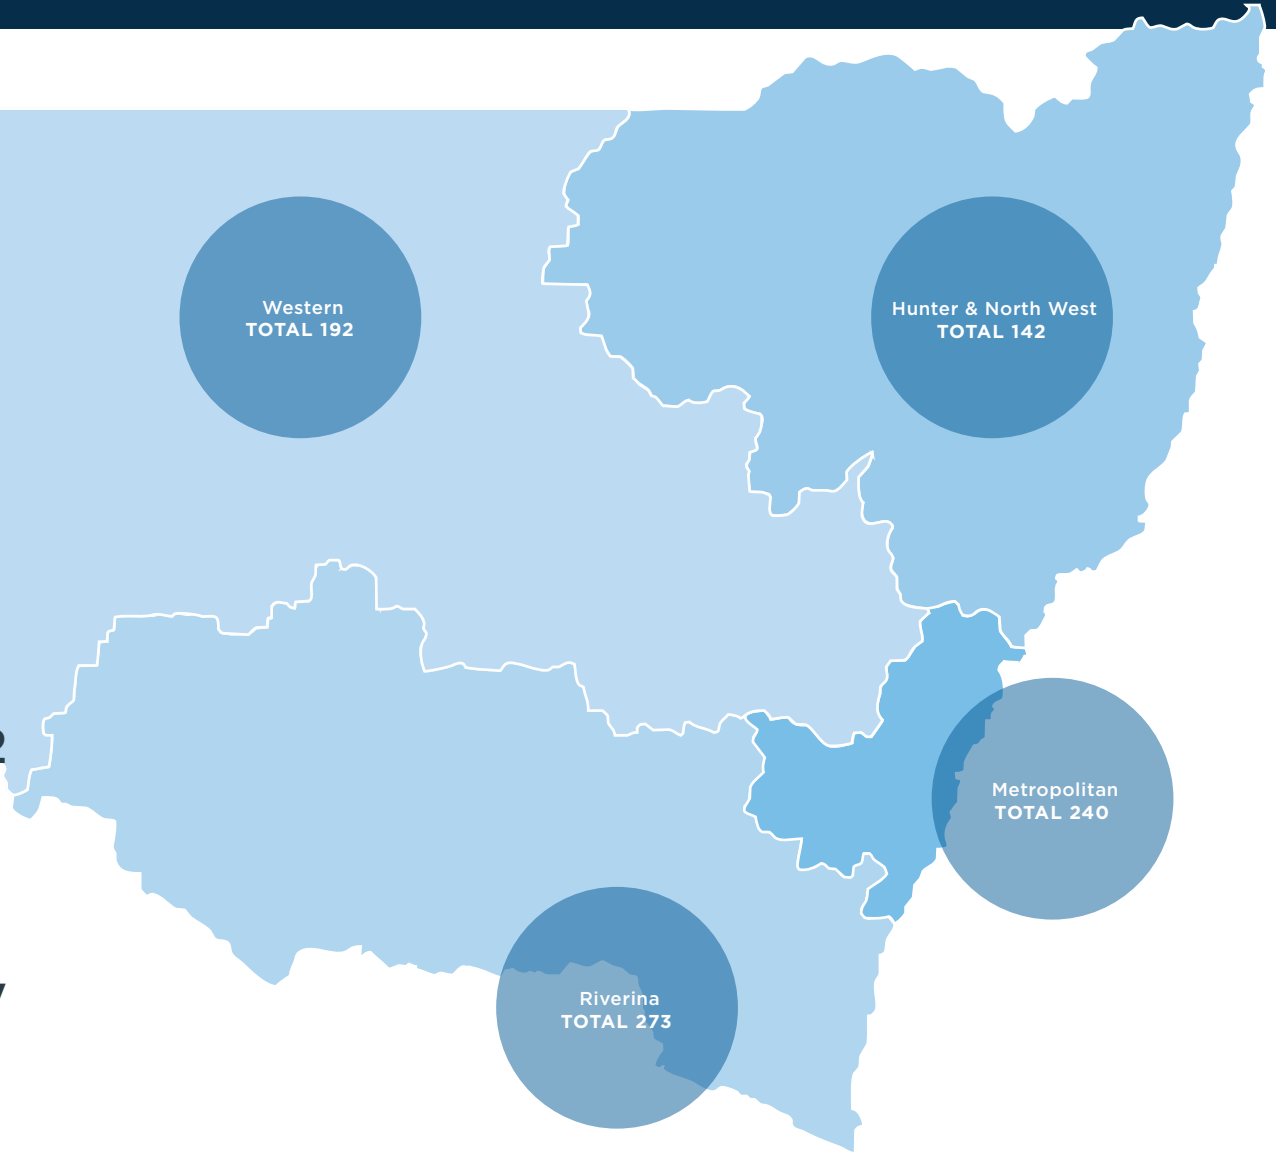 Western
TOTAL 192
Hunter & North West
TOTAL 142
Metropolitan
TOTAL 240
Riverina
TOTAL 273